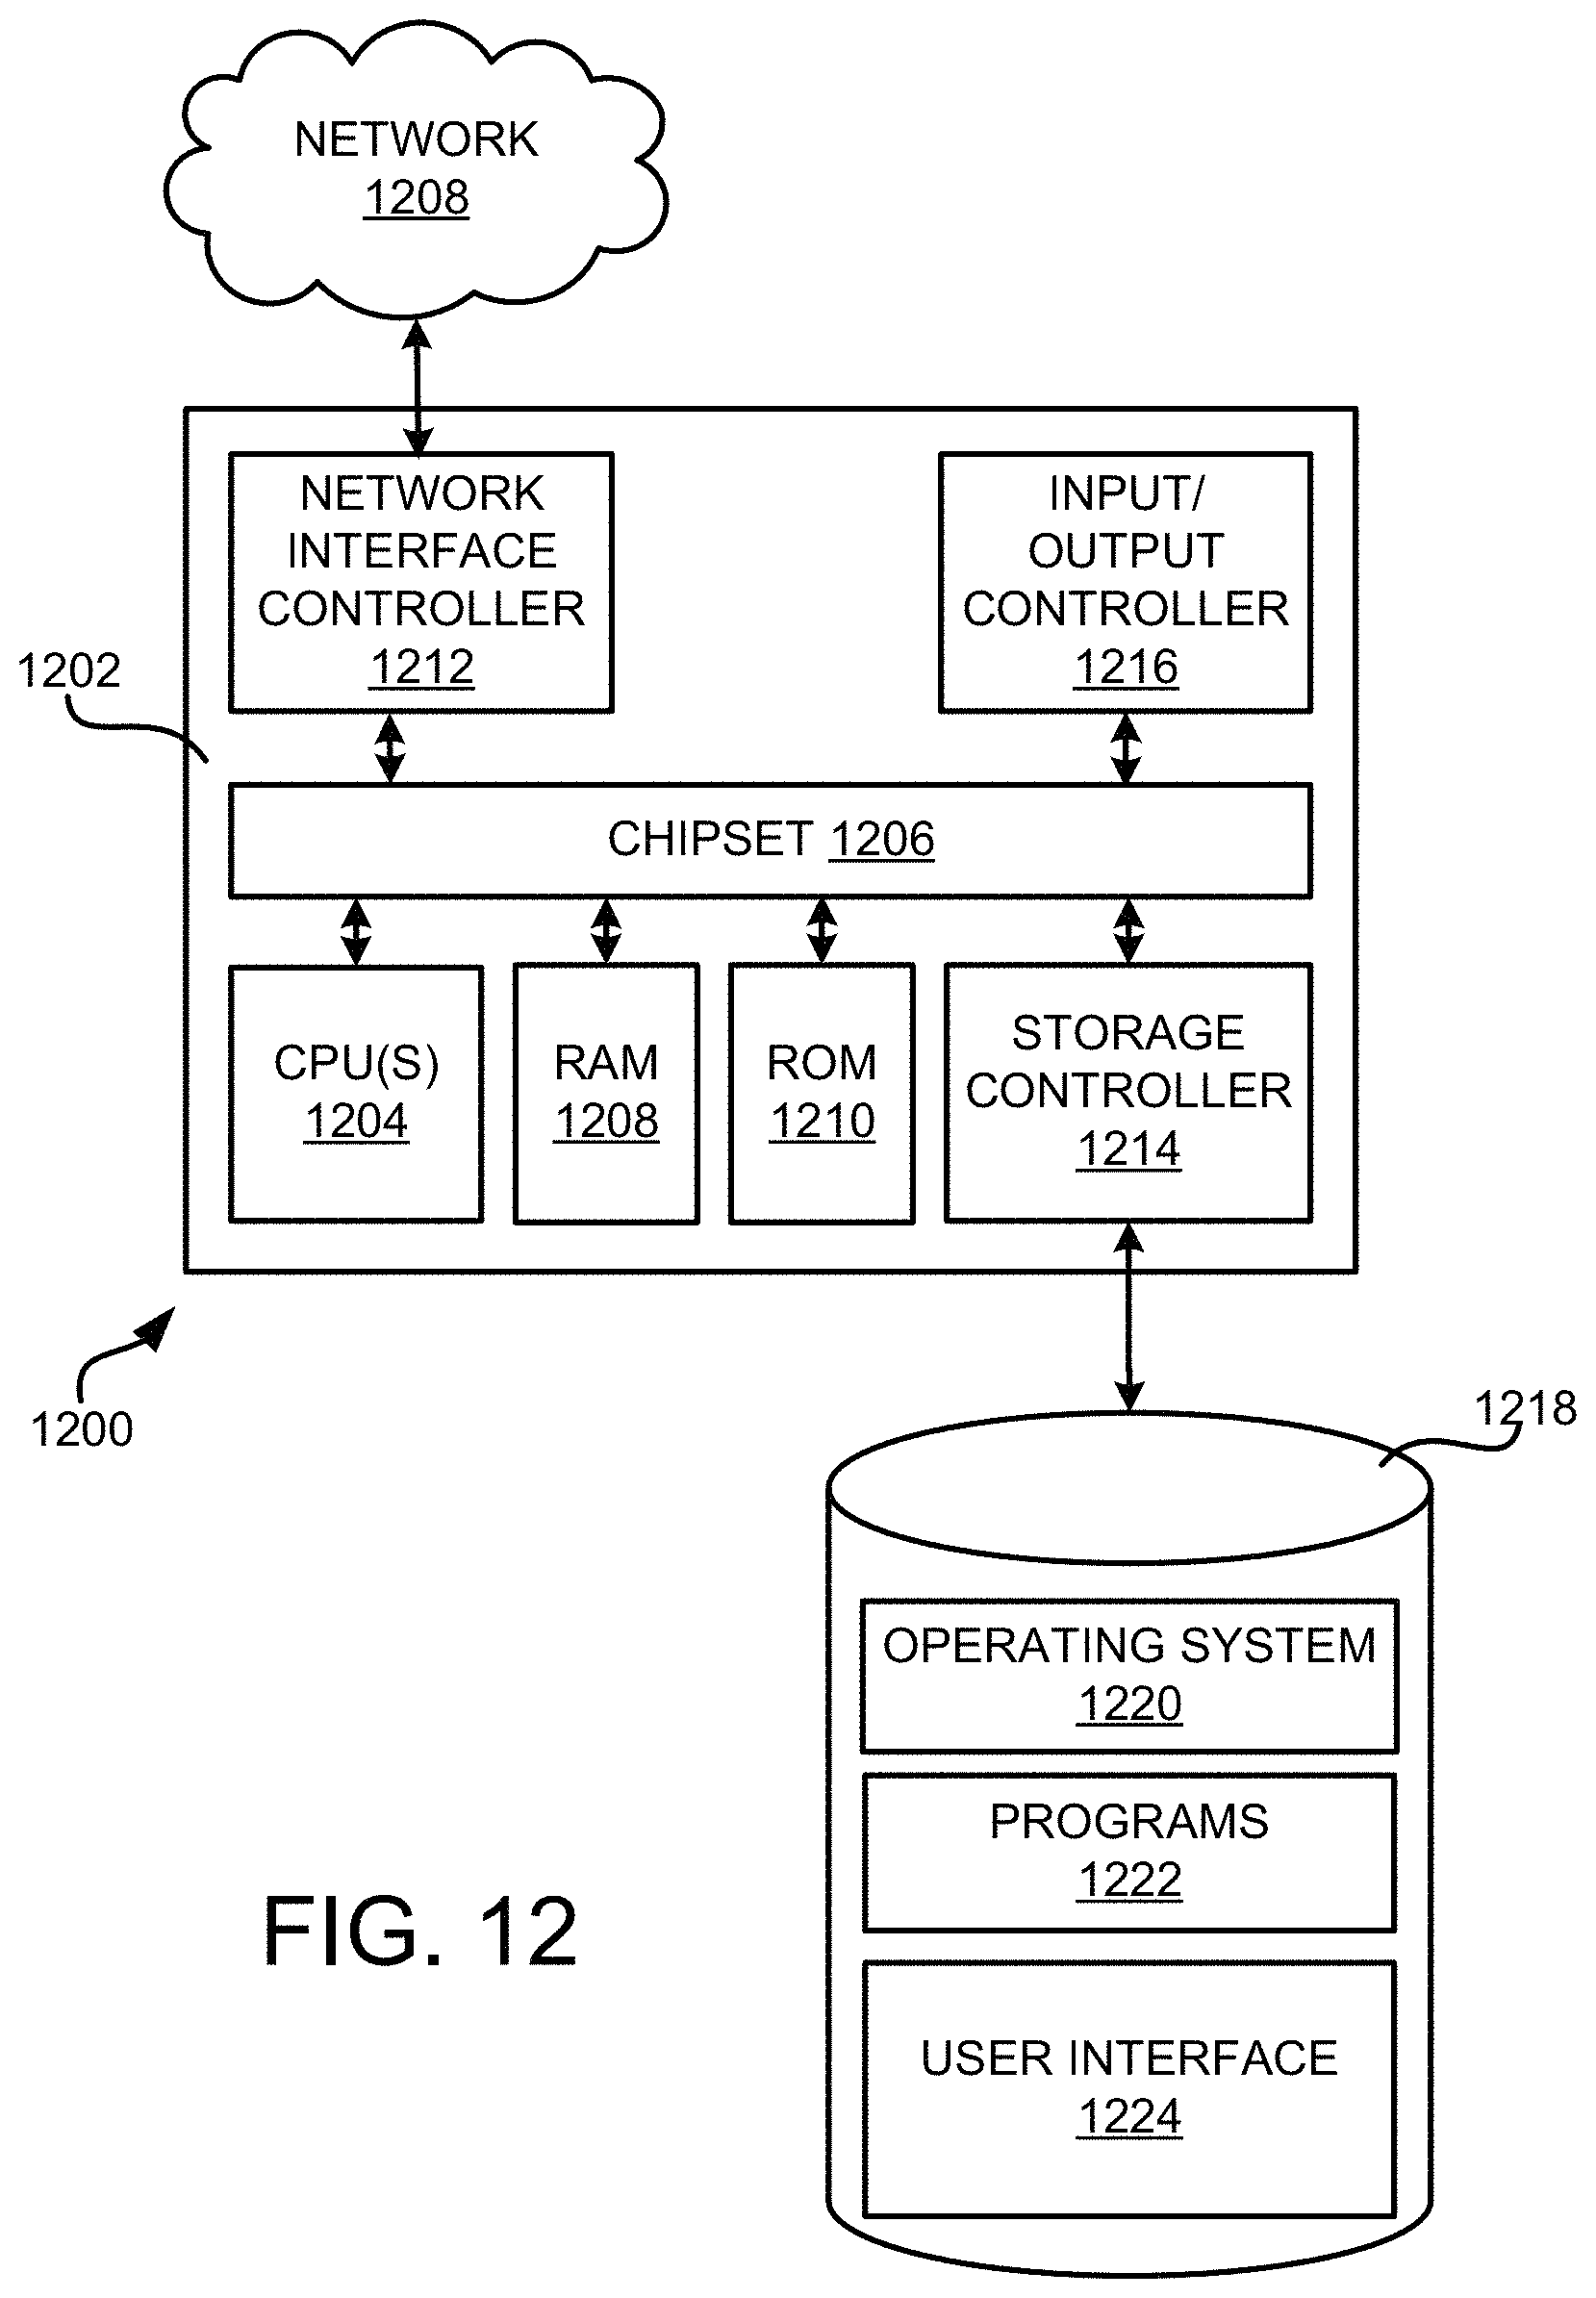 NETWORK
1208
NETWORK
INTERFACE
CONTROLLER
1212
INPUT/
OUTPUT
CONTROLLER
1216
1202
CHIPSET 1206
CPU(S)
1204
RAM
1208
ROM
1210
STORAGE
CONTROLLER
1214
1200
1218
OPERATING SYSTEM
1220
PROGRAMS
1222
USER INTERFACE
1224
FIG. 12